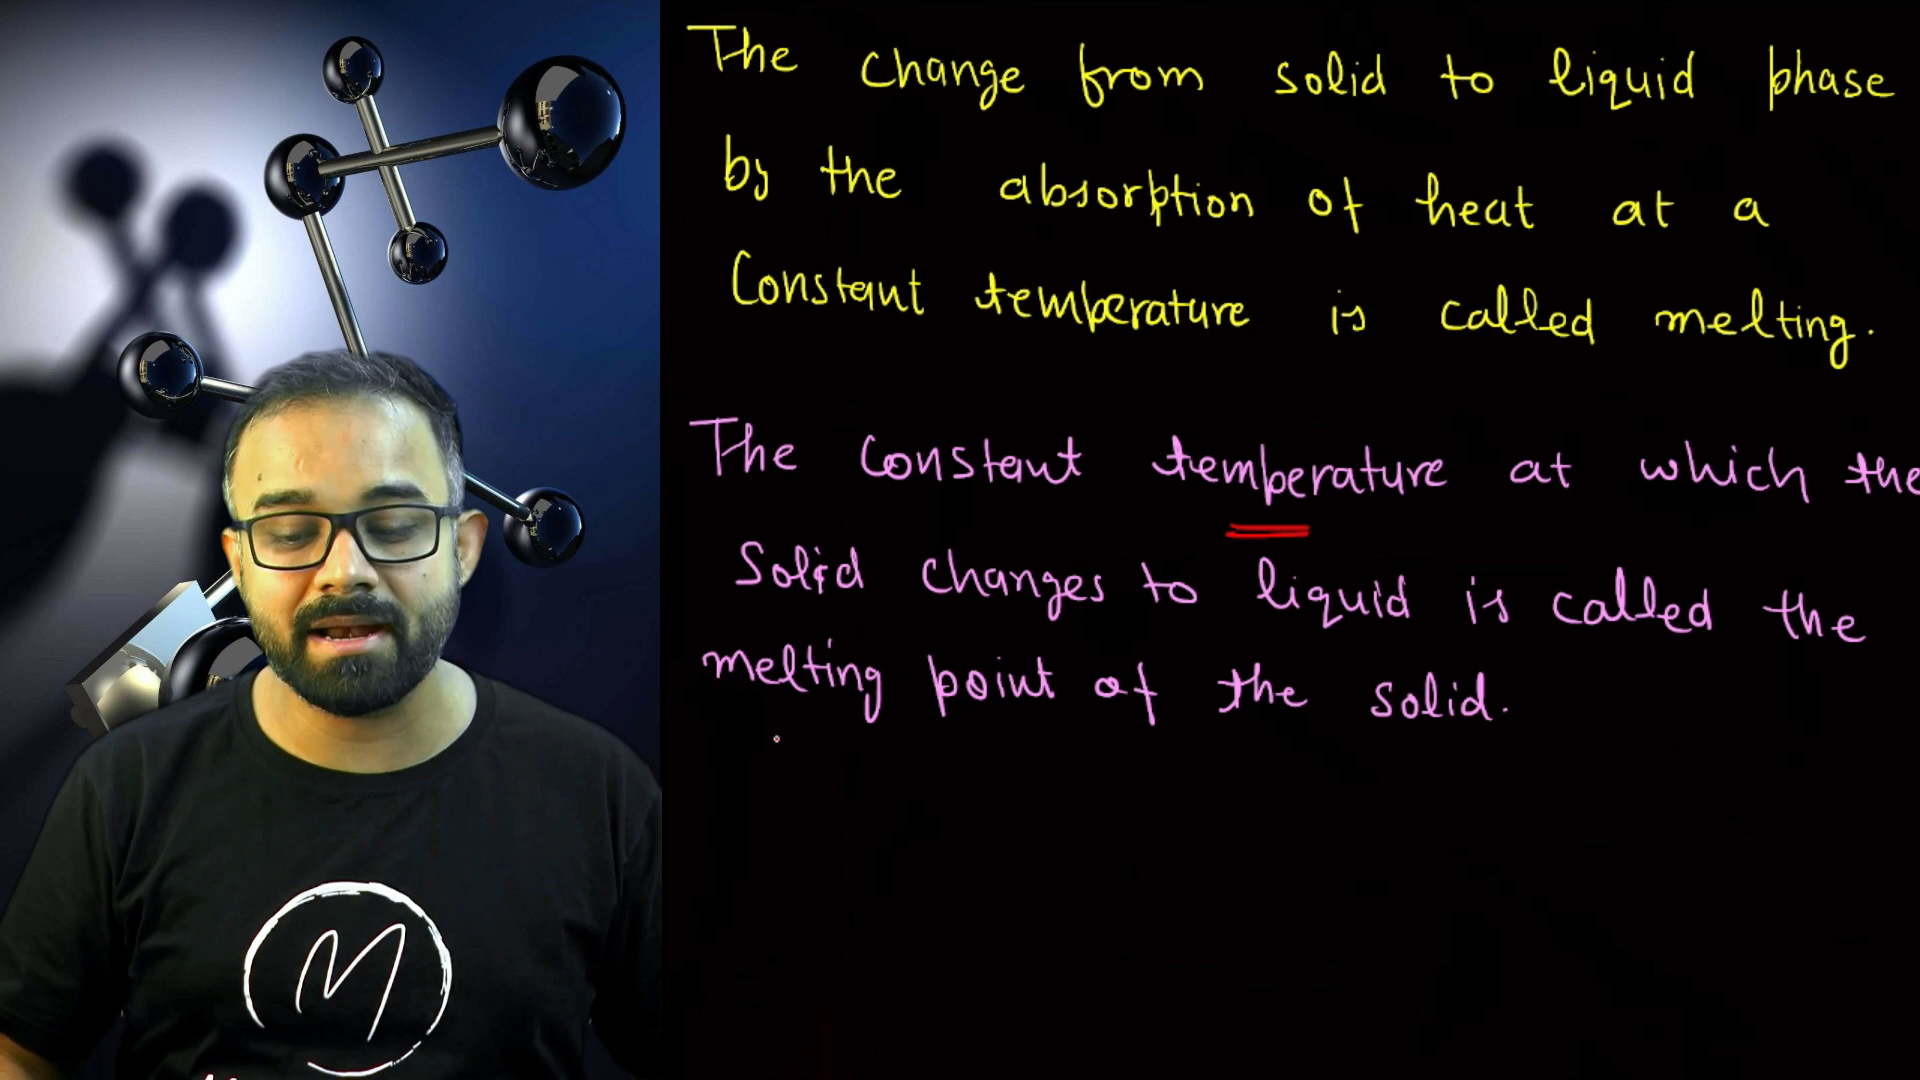 The change from solid to liquid phase
by the absorption of heat at a
Constant temperature is called melting.
The constant temperature at which the
Solid changes to liquid is called the
melting point of the solid.
M